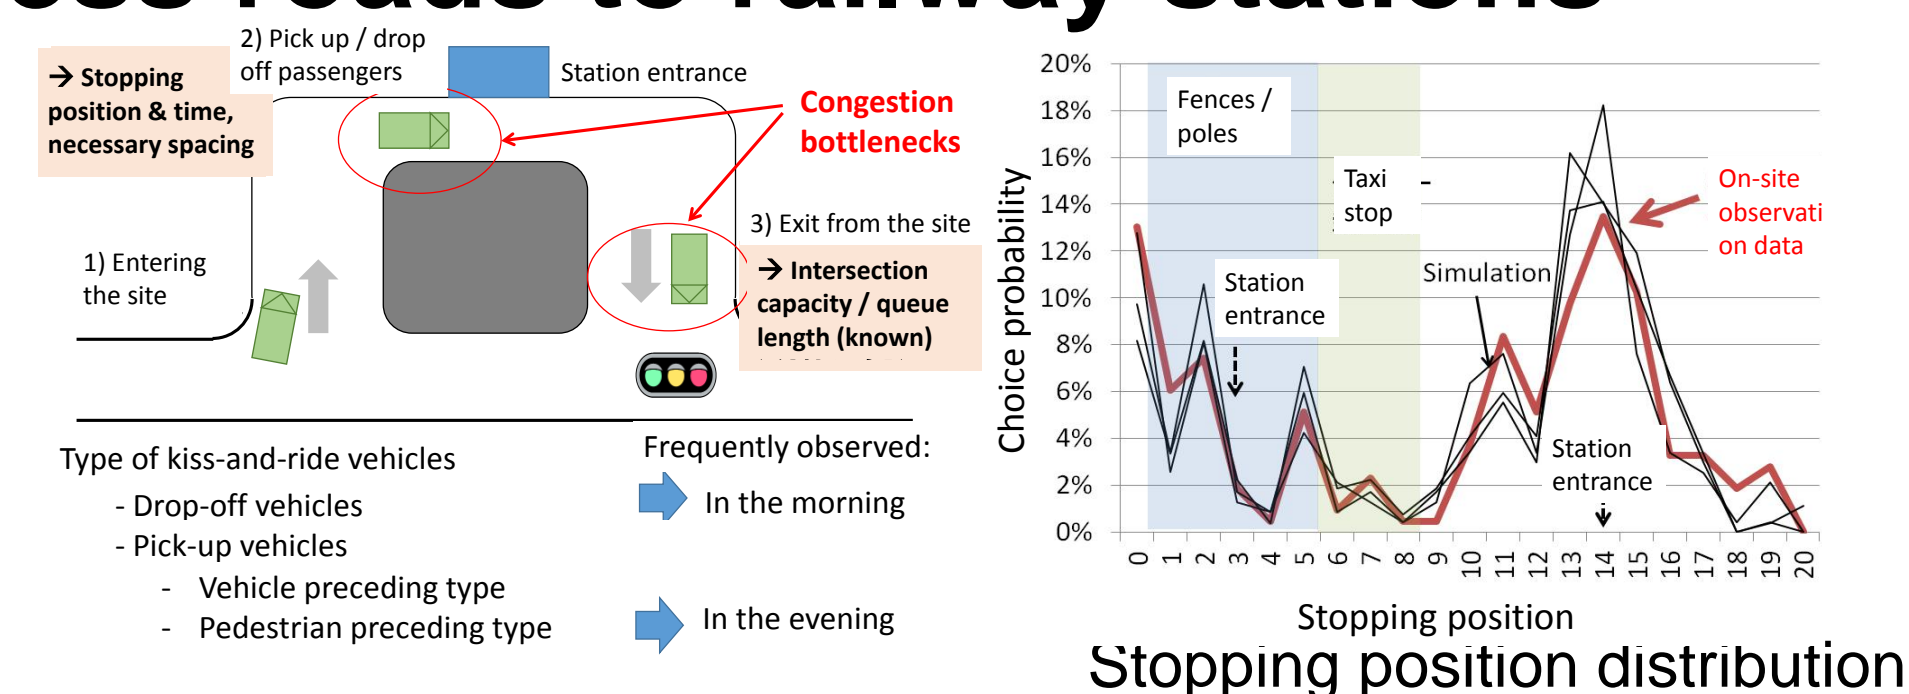 ess roads to railway stations
2) Pick up / drop
off passengers
→ Stopping
position & time,
necessary spacing
Station entrance
Congestion
bottlenecks
1) Entering
the site
3) Exit from the site
→ Intersection
capacity / queue
length (known)
Type of kiss-and-ride vehicles
- Drop-off vehicles
- Pick-up vehicles
- Vehicle preceding type
- Pedestrian preceding type
Frequently observed:
In the morning
In the evening
20%
18%
16%
14%
12%
10%
8%
6%
4%
2%
0%
Choice probability
Fences /
poles
Taxi
stop
Station
entrance
Simulation
On-site
observati
on data
Station
entrance
0 1 2 3 4 5 6 7 8 9 10 11 12 13 14 15 16 17 18 19 20
Stopping position
Stopping position distribution